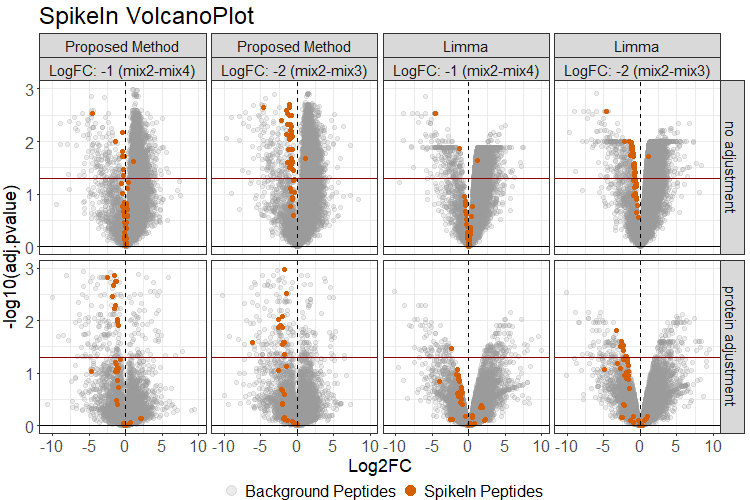 SpikeIn VolcanoPlot
Proposed Method Proposed Method Limma Limma
LogFC: -1 (mix2-mix4) LogFC: -2 (mix2-mix3) LogFC: -1 (mix2-mix4) LogFC: -2 (mix2-mix3)
3
2
1
0
no adjustment
-log10(adj.pvalue)
3
2
1
0
protein adjustment
-10 -5 0 5 10 -10 -5 0 5 10 -10 -5 0 5 10 -10 -5 0 5 10
Log2FC
Background Peptides SpikeIn Peptides